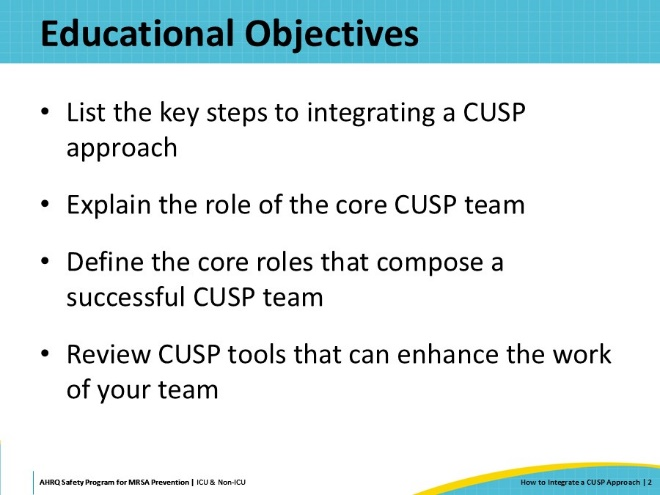 Educational Objectives
• List the key steps to integrating a CUSP
approach
• Explain the role of the core CUSP team
• Define the core roles that compose a
successful CUSP team
• Review CUSP tools that can enhance the work
of your team
AHRQ Safety Program for MRSA Prevention | ICU & Non-ICU
How to Integrate a CUSP Approach | 2